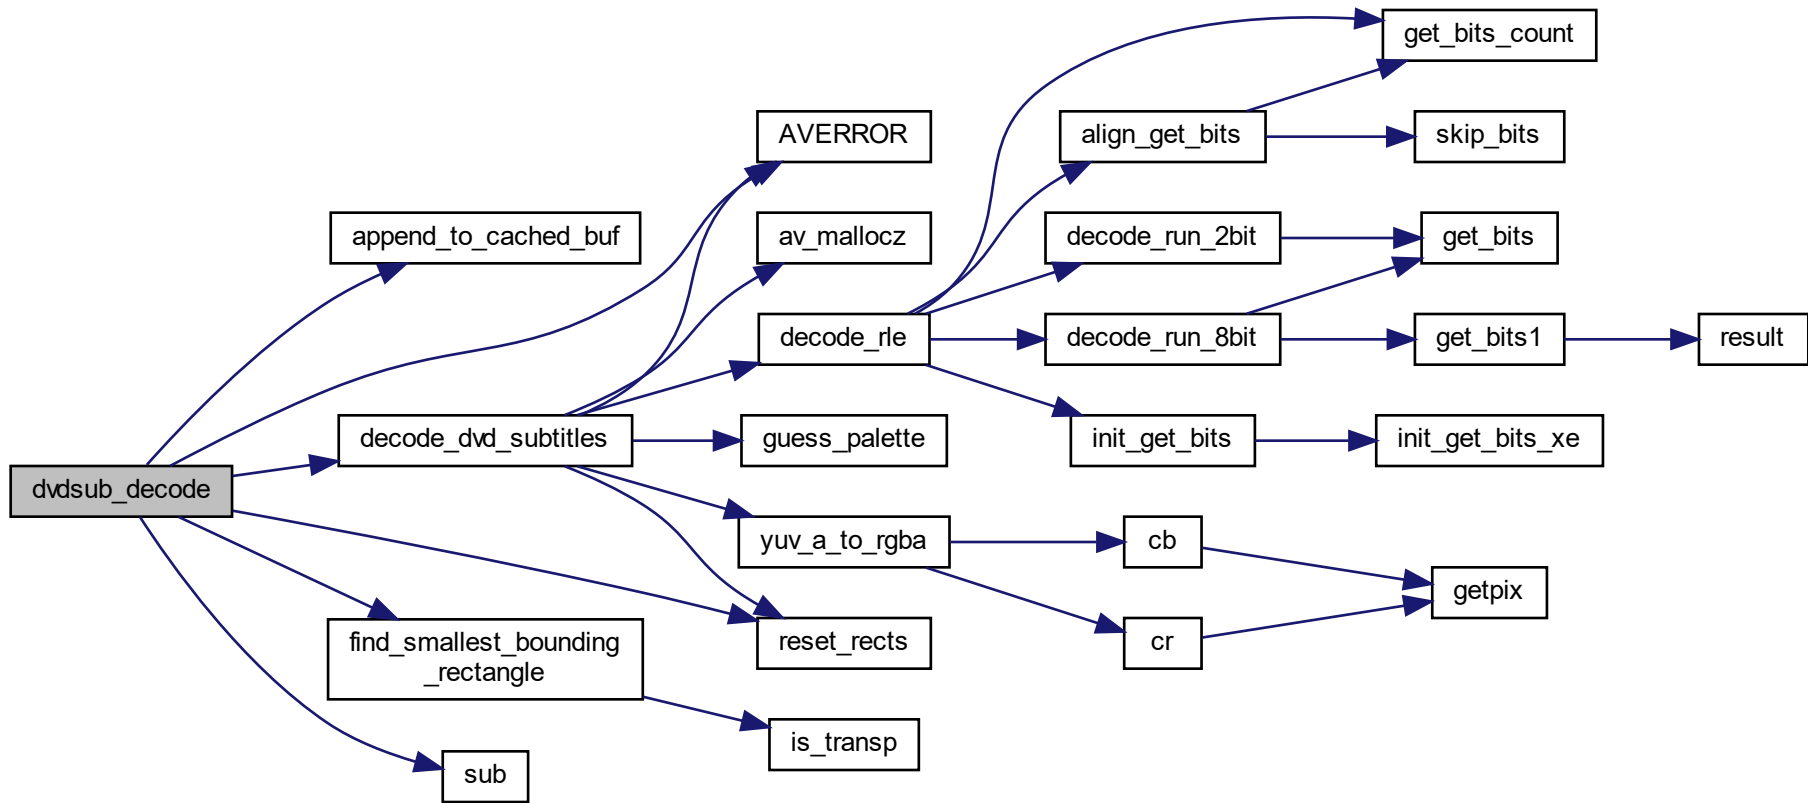 get_bits_count
AVERROR
align_get_bits
skip_bits
append_to_cached_buf
av_mallocz
decode_run_2bit
get_bits
decode_rle
decode_run_8bit
get_bits1
result
decode_dvd_subtitles
guess_palette
init_get_bits
init_get_bits_xe
dvdsub_decode
yuv_a_to_rgba
cb
getpix
find_smallest_bounding
_rectangle
reset_rects
cr
is_transp
sub